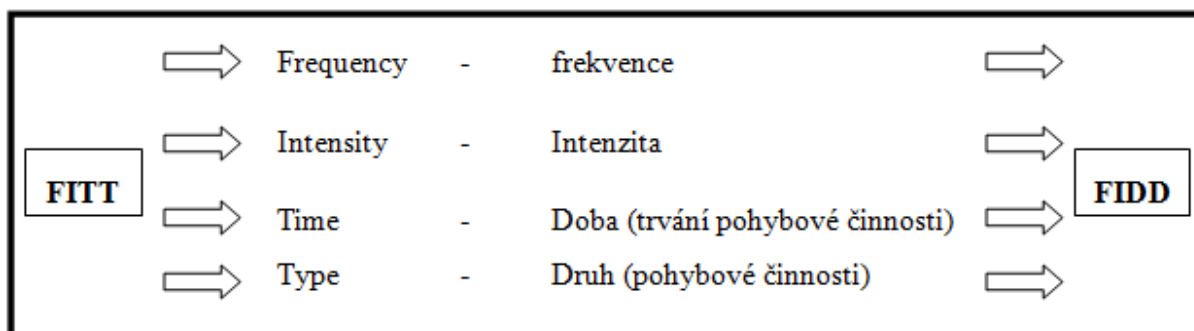 Frequency - frekvence
Intensity - Intenzita
FITT
FIDD
Time - Doba (trvání pohybové činnosti)
Type - Druh (pohybové činnosti)